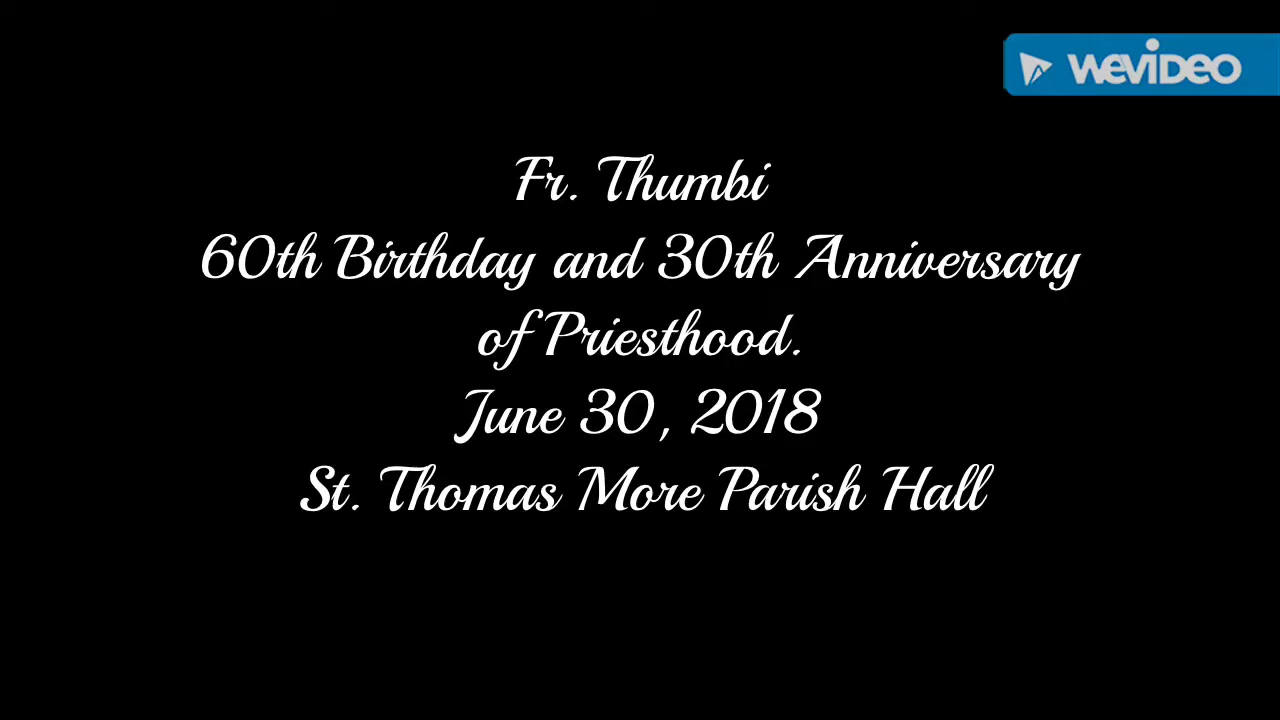 WEVIDEO
Fr. Thumbi
60th Birthday and 30th Anniversary
of Priesthood.
June 30, 2018
St. Thomas More Parish Hall